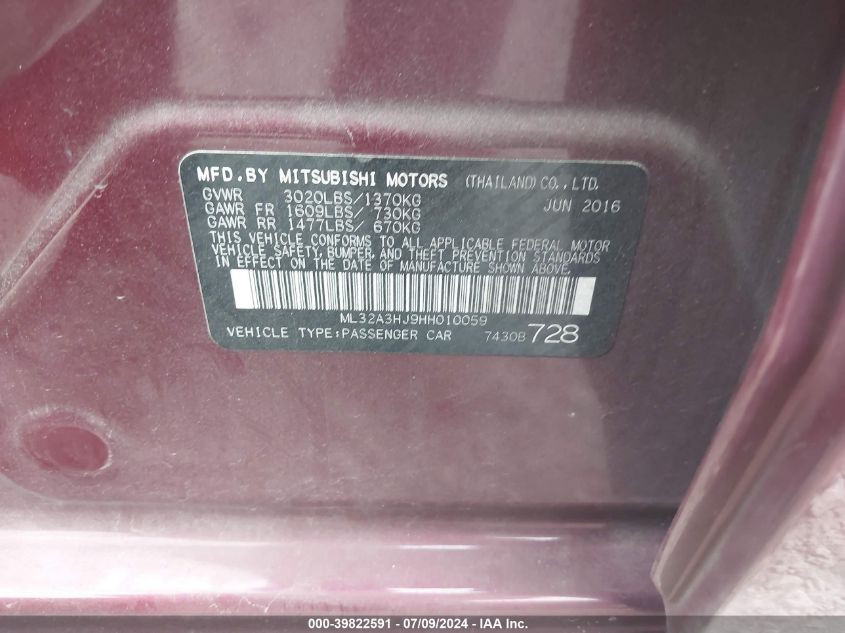 MFD.BY MITSUBISHI MOTORS (THAILAND) CO.,LTD.
GVWR 3020LBS/1370KG JUN 2016
GAWR FR 1609LBS/ 730KG
GAWR RR 1477LBS/ 670KG
THIS VEHICLE CONFORMS TO ALL APPLICABLE FEDERAL MOTOR
VEHICLE, SAFETY, BUMPER, AND THEFT PREVENTION STANDARDS
IN EFFECT ON THE DATE OF MANUFACTURE SHOWN ABOVE.
ML32A3HJ9HH010059
VEHICLE TYPE:PASSENGER CAR 7430B 728
000-39822591 - 07/09/2024 - IAA Inc.